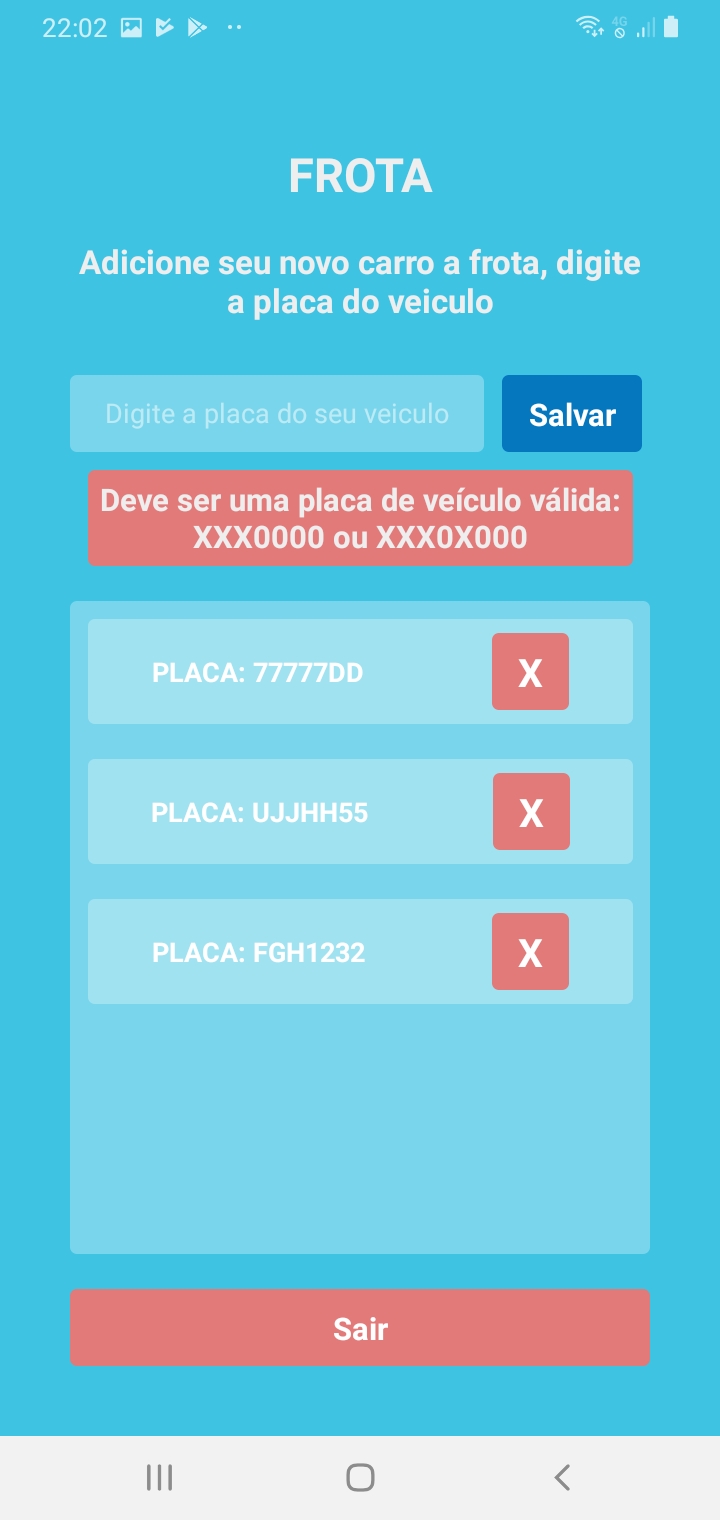 22:02
4G
FROTA
Adicione seu novo carro a frota, digite
a placa do veiculo
Digite a placa do seu veiculo
Salvar
Deve ser uma placa de veículo válida:
XXX0000 ou XXX0X000
PLACA: 77777DD
X
PLACA: UJJHH55
X
PLACA: FGH1232
X
Sair